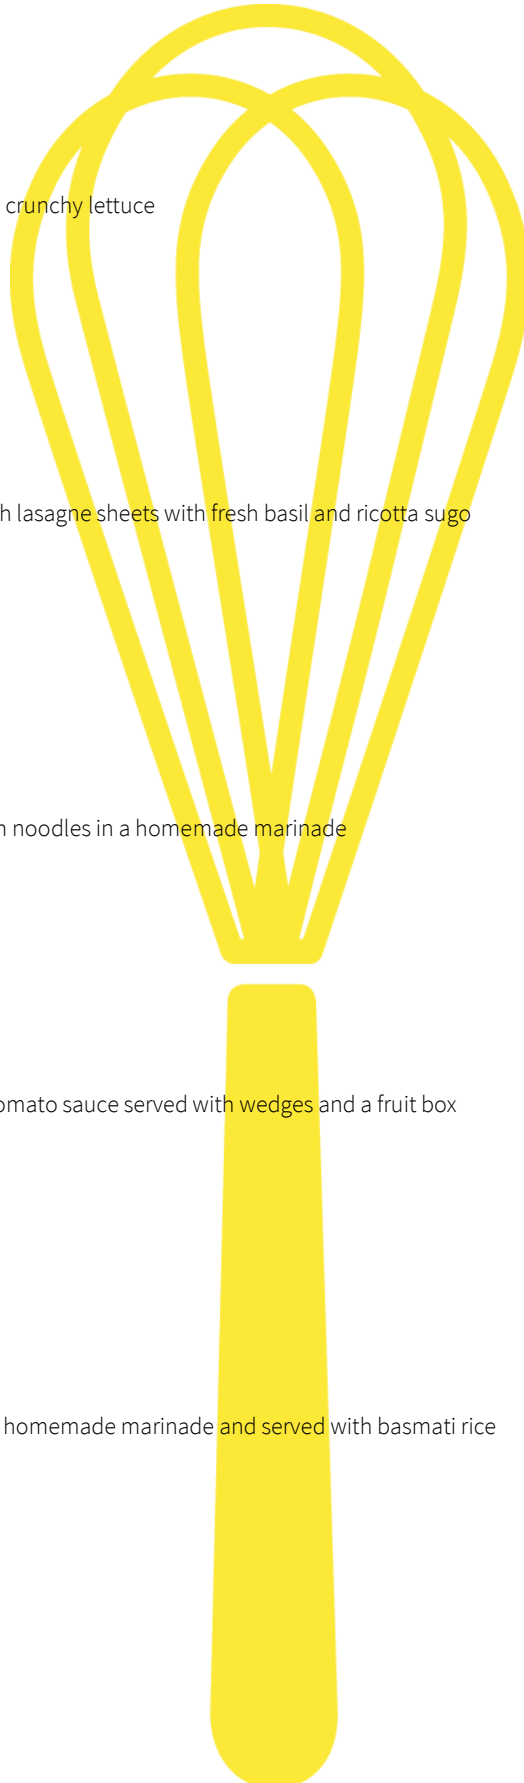 crunchy lettuce
lasagne sheets with fresh basil and ricotta sugo
noodles in a homemade marinade
sauce served with wedges and a fruit box
homemade marinade and served with basmati rice